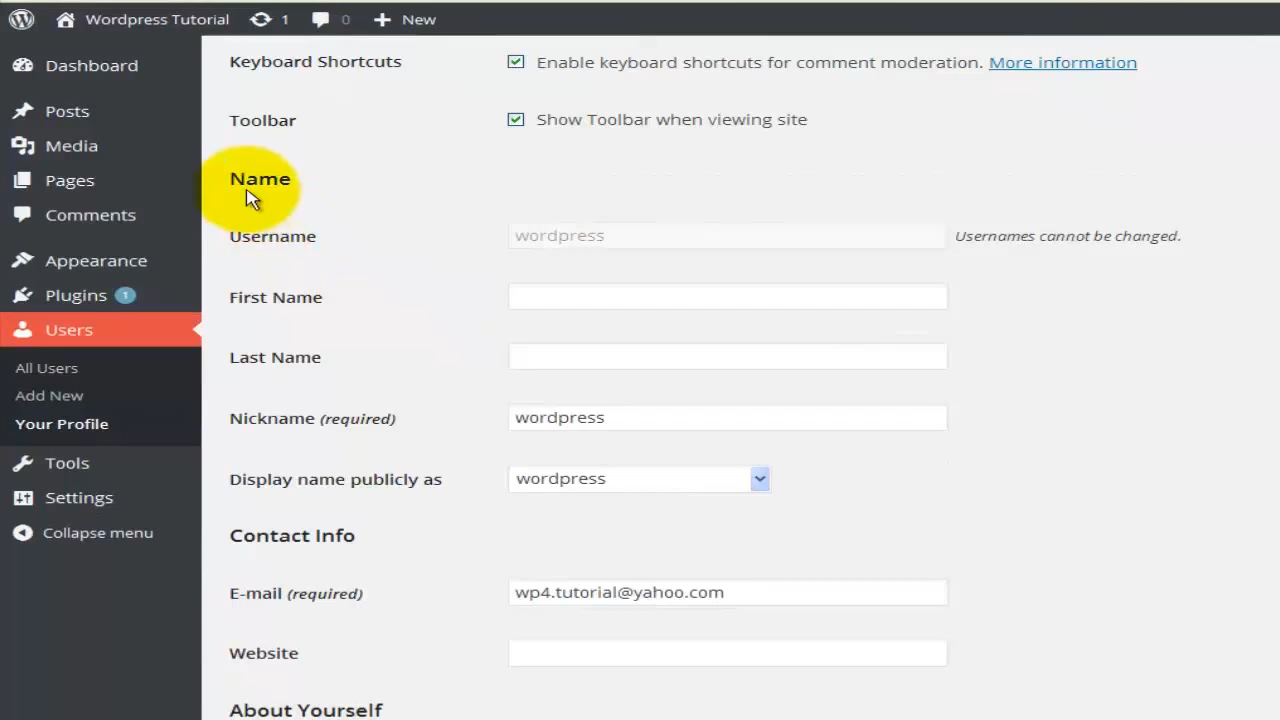 Wordpress Tutorial 1 0 New
Dashboard
Posts
Media
Pages
Comments
Appearance
Plugins 1
Users
All Users
Add New
Your Profile
Tools
Settings
Collapse menu
Keyboard Shortcuts Enable keyboard shortcuts for comment moderation. More information
Toolbar Show Toolbar when viewing site
Name
Username wordpress Usernames cannot be changed.
First Name
Last Name
Nickname (required) wordpress
Display name publicly as wordpress
Contact Info
E-mail (required) wp4.tutorial@yahoo.com
Website
About Yourself